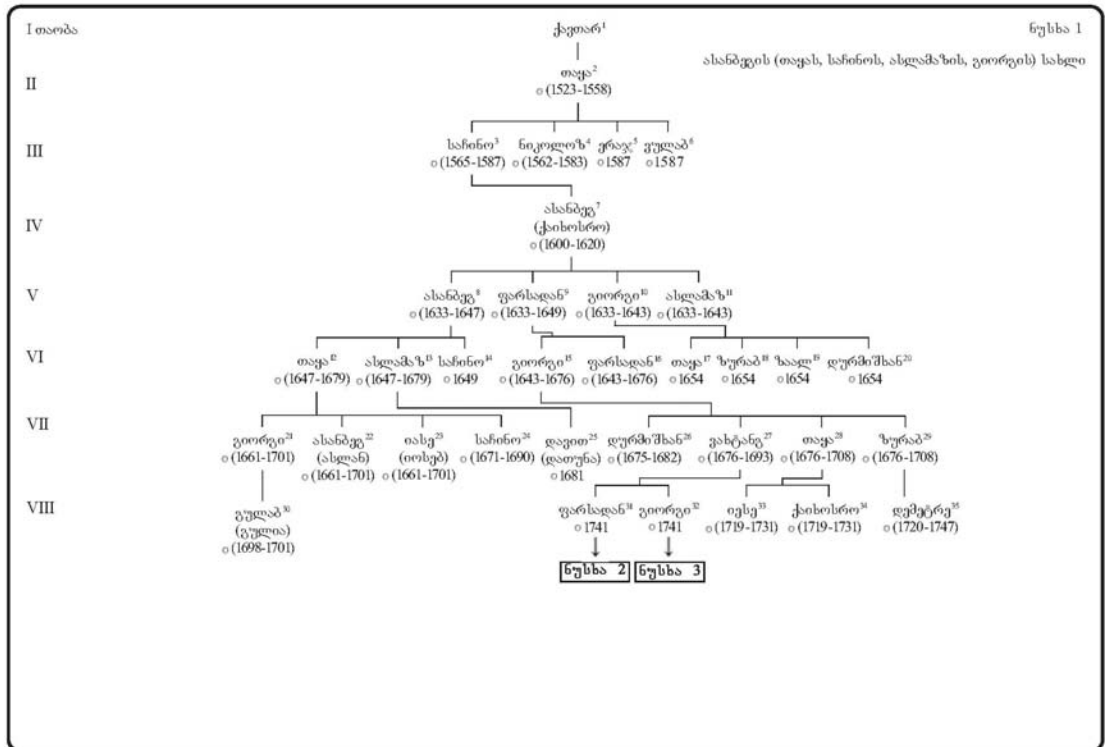 I თაობა ქავთარ¹ ნუსხა 1
ასანბეგის (თაყას, საჩინოს, ასლამაზის, გიორგის) სახლი
II თაყა²
○ (1523-1558)
III საჩინო³ ნიკოლოზ⁴ ერაჯ⁵ გულაბ⁶
○ (1565-1587) ○ (1562-1583) ○ 1587 ○ 1587
IV ასანბეგ⁷
(ქაიხოსრო)
○ (1600-1620)
V ასანბეგ⁸ ფარსადან⁹ გიორგი¹⁰ ასლამაზ¹¹
○ (1633-1647) ○ (1633-1649) ○ (1633-1643) ○ (1633-1643)
VI თაყა¹² ასლამაზ¹³ საჩინო¹⁴ გიორგი¹⁵ ფარსადან¹⁶ თაყა¹⁷ ზურაბ¹⁸ ზაალ¹⁹ დურმიშხან²⁰
○ (1647-1679) ○ (1647-1679) ○ 1649 ○ (1643-1676) ○ (1643-1676) ○ 1654 ○ 1654 ○ 1654 ○ 1654
VII გიორგი²¹ ასანბეგ²² იასე²³ საჩინო²⁴ დავით²⁵ დურმიშხან²⁶ ვახტანგ²⁷ თაყა²⁸ ზურაბ²⁹
○ (1661-1701) (ასლან) (იოსებ) ○ (1671-1690) (დათუნა) ○ (1675-1682) ○ (1676-1693) ○ (1676-1708) ○ (1676-1708)
○ (1661-1701) ○ (1661-1701) ○ 1681
VIII გულაბ³⁰ ფარსადან³¹ გიორგი³² იესე³³ ქაიხოსრო³⁴ დემეტრე³⁵
(გულია) ○ 1741 ○ 1741 ○ (1719-1731) ○ (1719-1731) ○ (1720-1747)
○ (1698-1701)
ნუსხა 2 ნუსხა 3